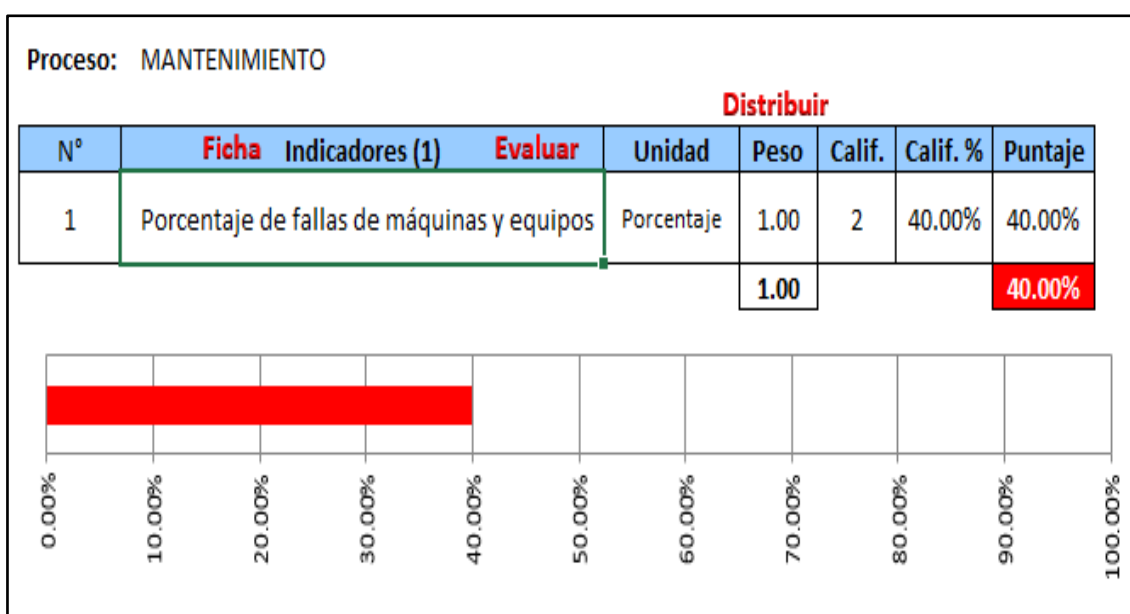 Proceso: MANTENIMIENTO
Distribuir
N° Ficha Indicadores (1) Evaluar Unidad Peso Calif. Calif. % Puntaje
1 Porcentaje de fallas de máquinas y equipos Porcentaje 1.00 2 40.00% 40.00%
1.00 40.00%
0.00% 10.00% 20.00% 30.00% 40.00% 50.00% 60.00% 70.00% 80.00% 90.00% 100.00%